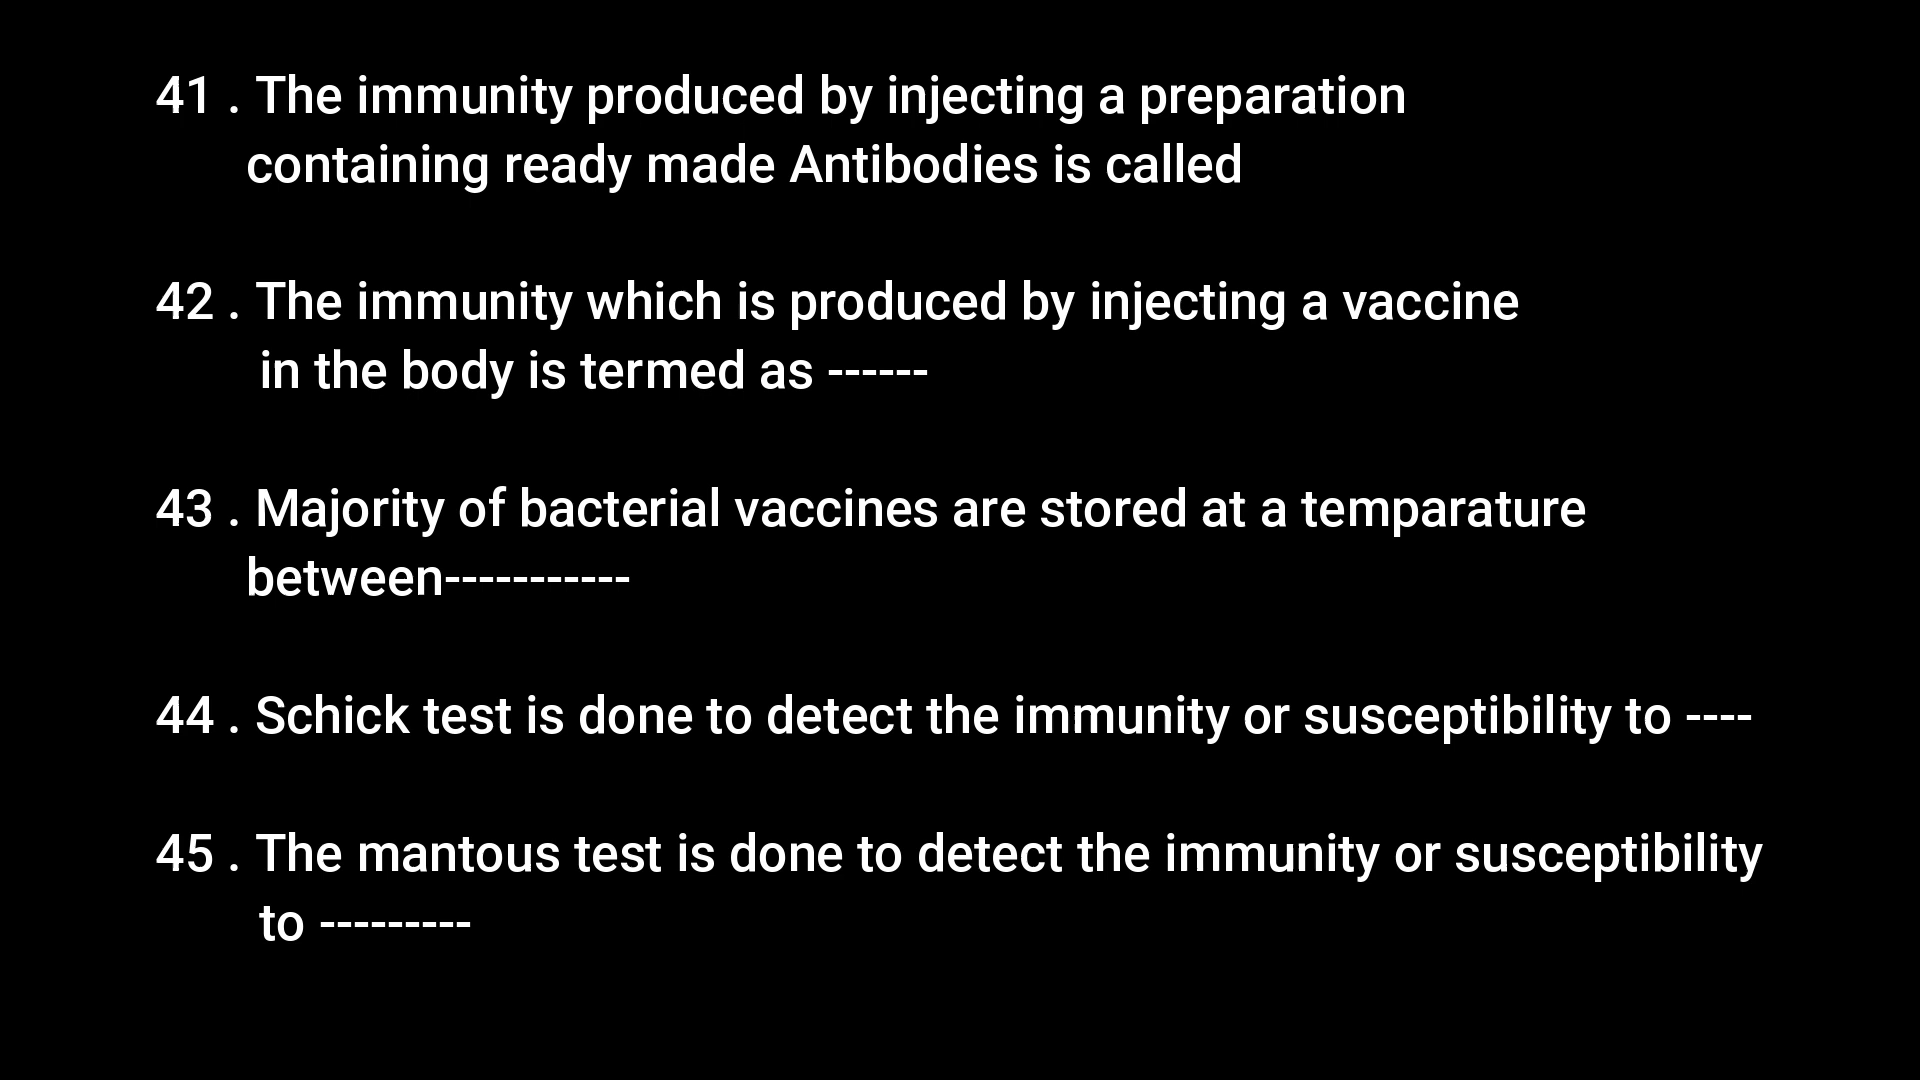 41 . The immunity produced by injecting a preparation
containing ready made Antibodies is called
42 . The immunity which is produced by injecting a vaccine
in the body is termed as ------
43 . Majority of bacterial vaccines are stored at a temparature
between-----------
44 . Schick test is done to detect the immunity or susceptibility to ----
45 . The mantous test is done to detect the immunity or susceptibility
to ---------